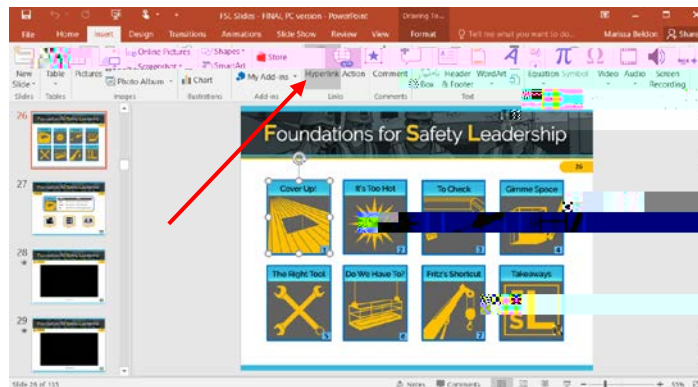 FSL Slides - FINAL, PC version - PowerPoint
Drawing To...
File Home Insert Design Transitions Animations Slide Show Review View Format Tell me what you want to do... Marissa Beldon Share
Online Pictures Shapes Store
Screenshot
New Table Pictures Photo Album Chart My Add-ins Hyperlink Action Comment Header WordArt Equation Symbol Video Audio Screen
Slide Box & Footer Recording
Slides Tables Images Illustrations Add-ins Links Comments Text
26
Foundations for Safety Leadership
26
27
Cover Up! It's Too Hot To Check Gimme Space
1 2 3 4
28
The Right Tool Do We Have To? Fritz's Shortcut Takeaways
29
SL
5 6 7
Slide 26 of 135 Notes Comments 55%